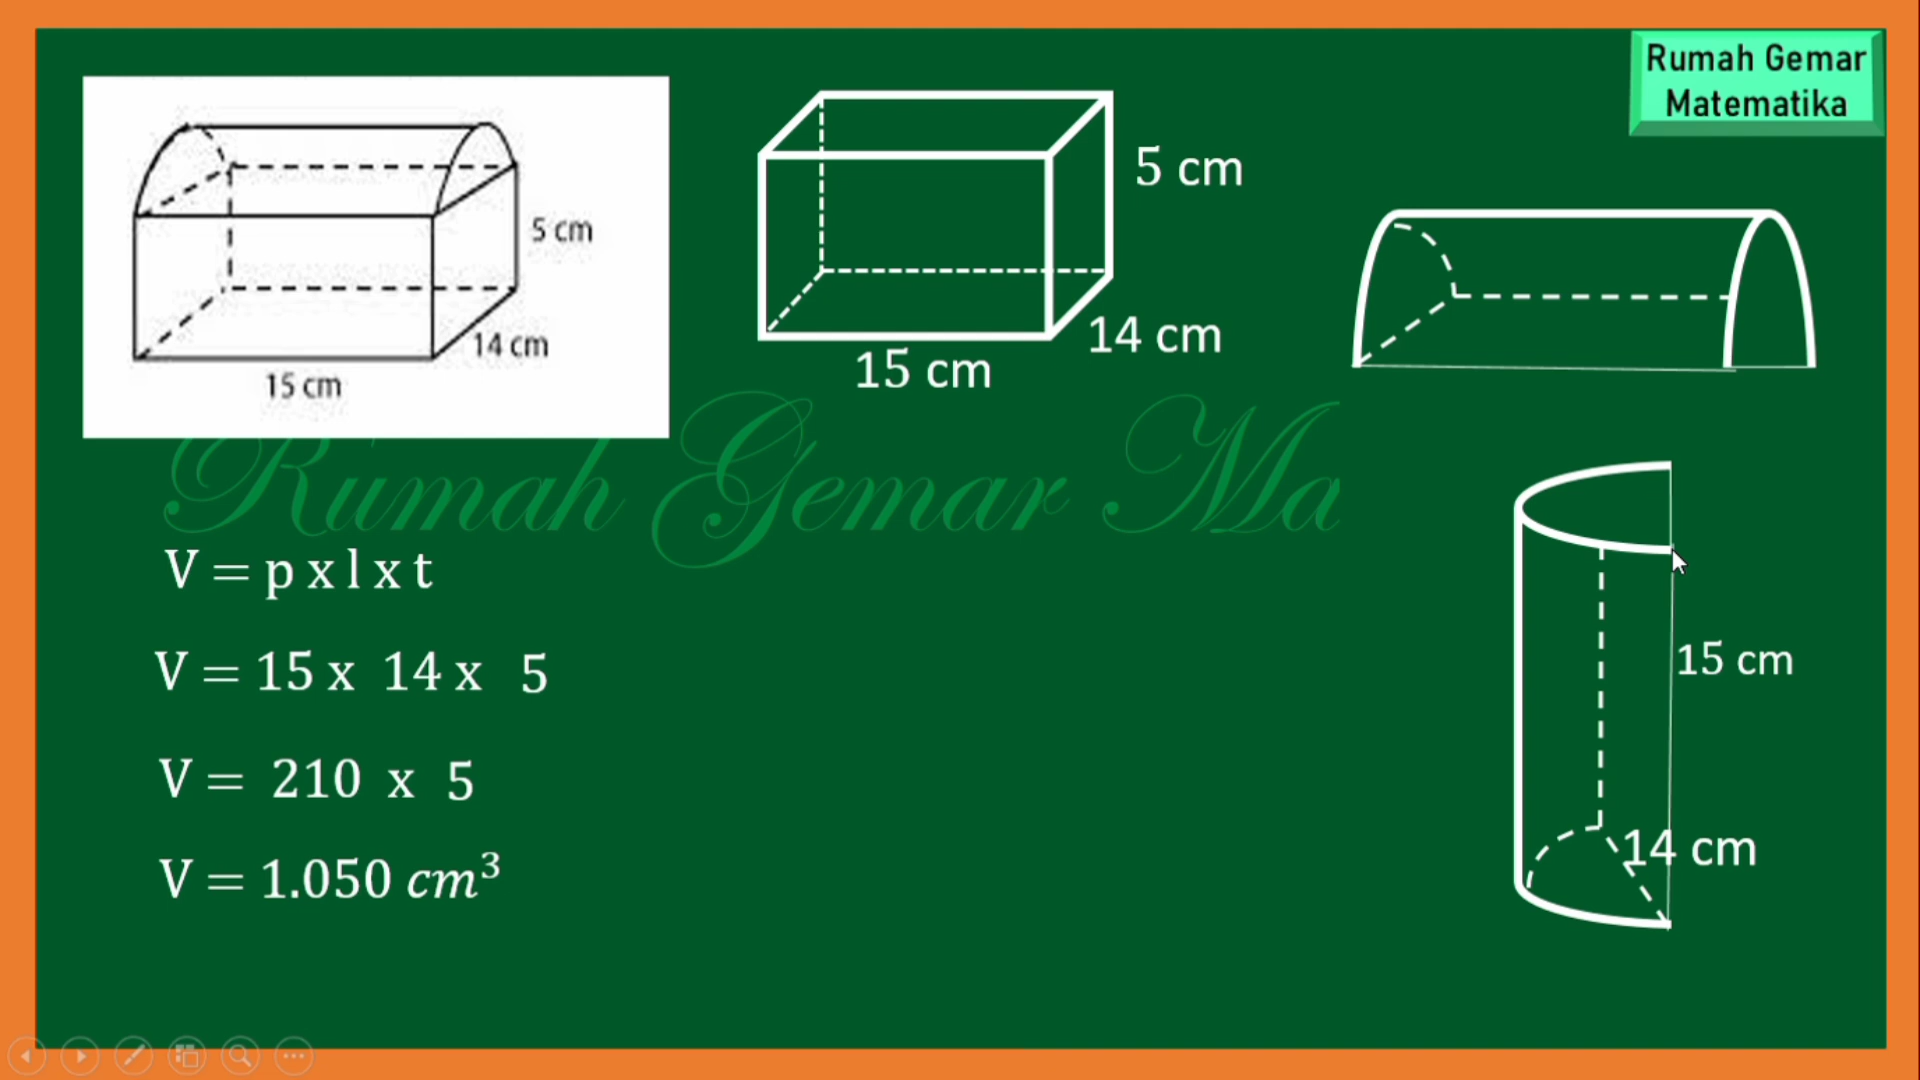 Rumah Gemar
Matematika
5 cm
14 cm
15 cm
5 cm
14 cm
15 cm
Rumah Gemar Ma
V = p x l x t
V = 15 x 14 x 5
V = 210 x 5
V = 1.050 cm³
15 cm
14 cm